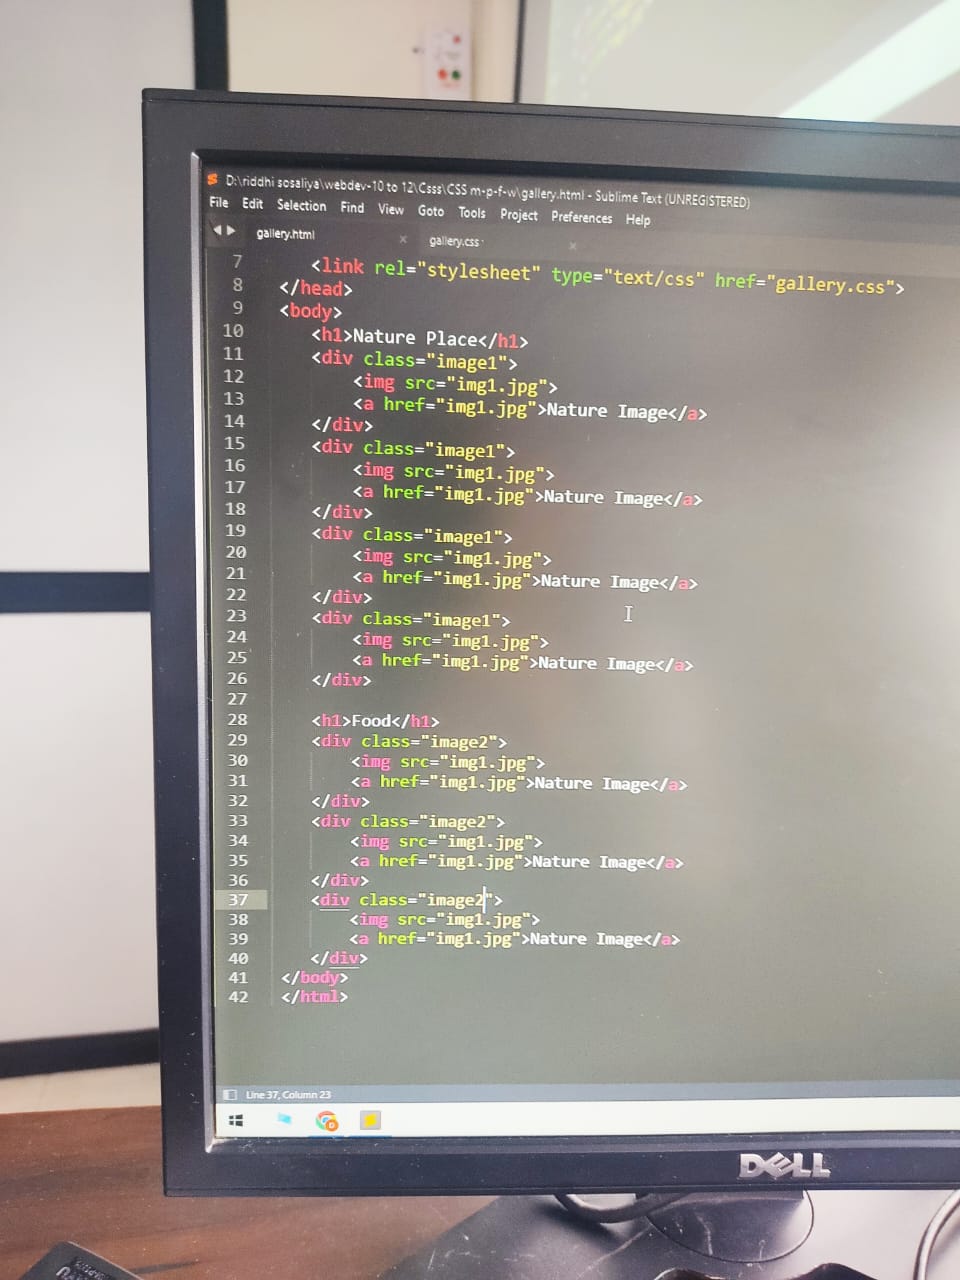 D:\riddhi sosaliya\webdev-10 to 12\Csss\CSS m-p-f-w\gallery.html - Sublime Text (UNREGISTERED)
File Edit Selection Find View Goto Tools Project Preferences Help
gallery.html × gallery.css ×
7 <link rel="stylesheet" type="text/css" href="gallery.css">
8 </head>
9 <body>
10 <h1>Nature Place</h1>
11 <div class="image1">
12 <img src="img1.jpg">
13 <a href="img1.jpg">Nature Image</a>
14 </div>
15 <div class="image1">
16 <img src="img1.jpg">
17 <a href="img1.jpg">Nature Image</a>
18 </div>
19 <div class="image1">
20 <img src="img1.jpg">
21 <a href="img1.jpg">Nature Image</a>
22 </div>
23 <div class="image1">
24 <img src="img1.jpg">
25 <a href="img1.jpg">Nature Image</a>
26 </div>
27
28 <h1>Food</h1>
29 <div class="image2">
30 <img src="img1.jpg">
31 <a href="img1.jpg">Nature Image</a>
32 </div>
33 <div class="image2">
34 <img src="img1.jpg">
35 <a href="img1.jpg">Nature Image</a>
36 </div>
37 <div class="image2">
38 <img src="img1.jpg">
39 <a href="img1.jpg">Nature Image</a>
40 </div>
41 </body>
42 </html>
Line 37, Column 23
DELL